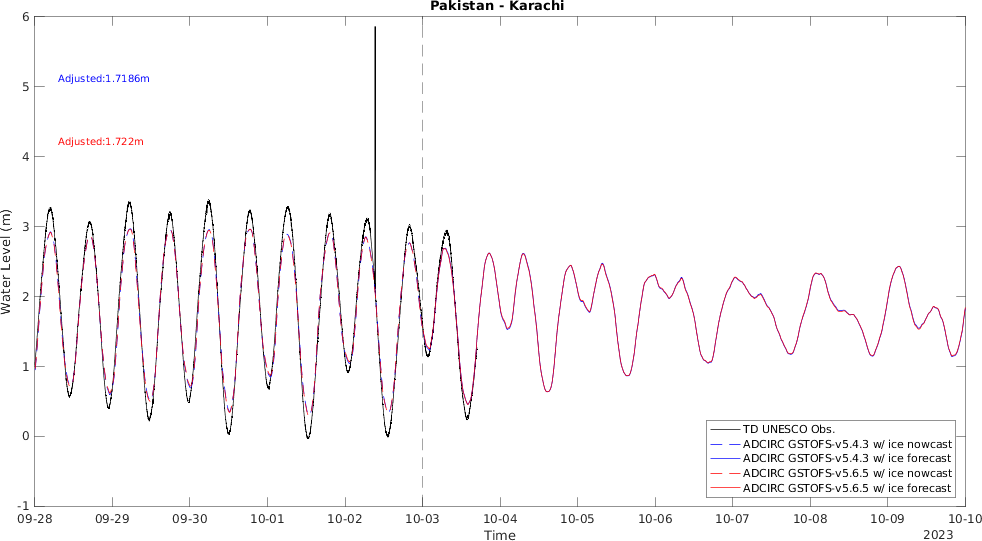 Pakistan - Karachi
Adjusted:1.7186m
Adjusted:1.722m
Water Level (m)
6
5
4
3
2
1
0
-1
TD UNESCO Obs.
ADCIRC GSTOFS-v5.4.3 w/ ice nowcast
ADCIRC GSTOFS-v5.4.3 w/ ice forecast
ADCIRC GSTOFS-v5.6.5 w/ ice nowcast
ADCIRC GSTOFS-v5.6.5 w/ ice forecast
09-28 09-29 09-30 10-01 10-02 10-03 10-04 10-05 10-06 10-07 10-08 10-09 10-10
Time
2023